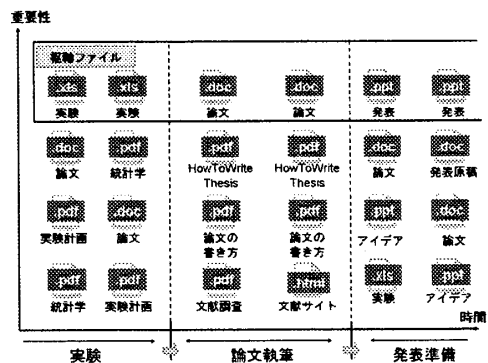 重要性
枢軸ファイル
.xls .xls .doc .doc .ppt .ppt
実験 実験 論文 論文 発表 発表
.doc .pdf .pdf .pdf .doc .doc
論文 統計学 HowToWrite Thesis HowToWrite Thesis 論文 発表原稿
.pdf .doc .pdf .pdf .ppt .doc
実験計画 論文 論文の書き方 論文の書き方 アイデア 論文
.pdf .pdf .pdf .html .xls .ppt
統計学 実験計画 文献調査 文献サイト 実験 アイデア
時間
実験 論文執筆 発表準備